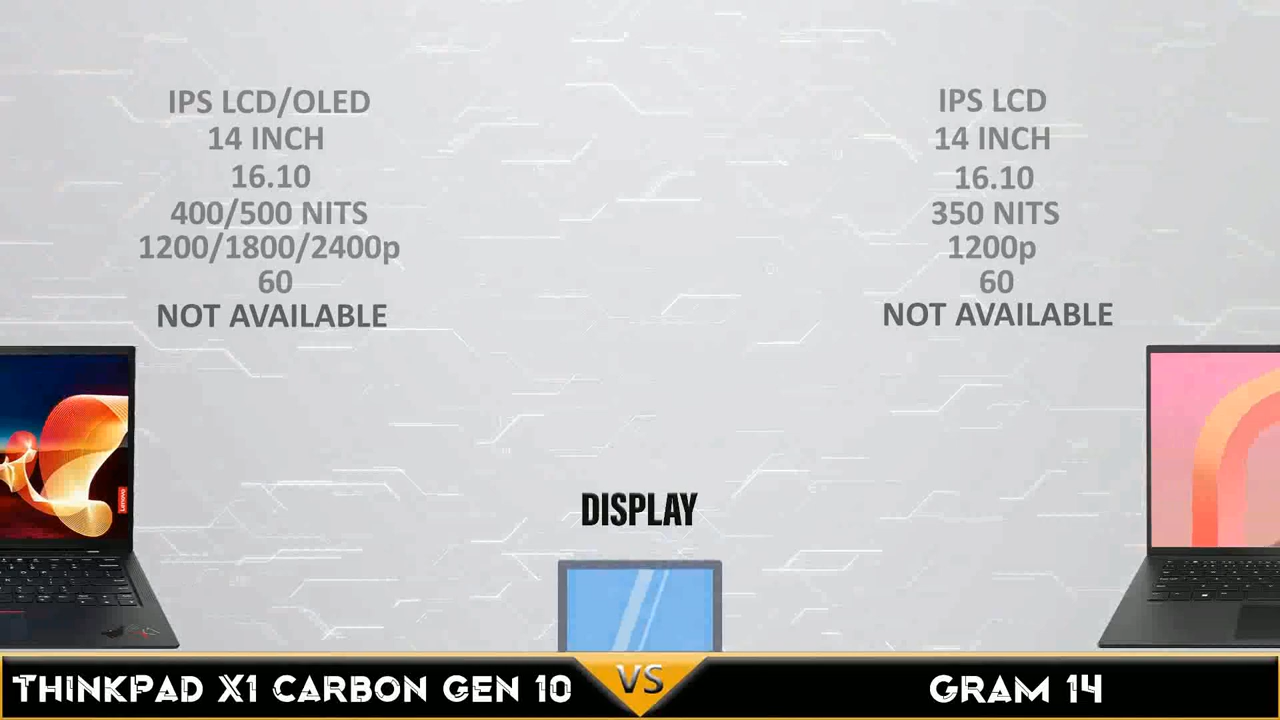 IPS LCD/OLED
14 INCH
16.10
400/500 NITS
1200/1800/2400p
60
NOT AVAILABLE
IPS LCD
14 INCH
16.10
350 NITS
1200p
60
NOT AVAILABLE
Lenovo
DISPLAY
THINKPAD X1 CARBON GEN 10
VS
GRAM 14